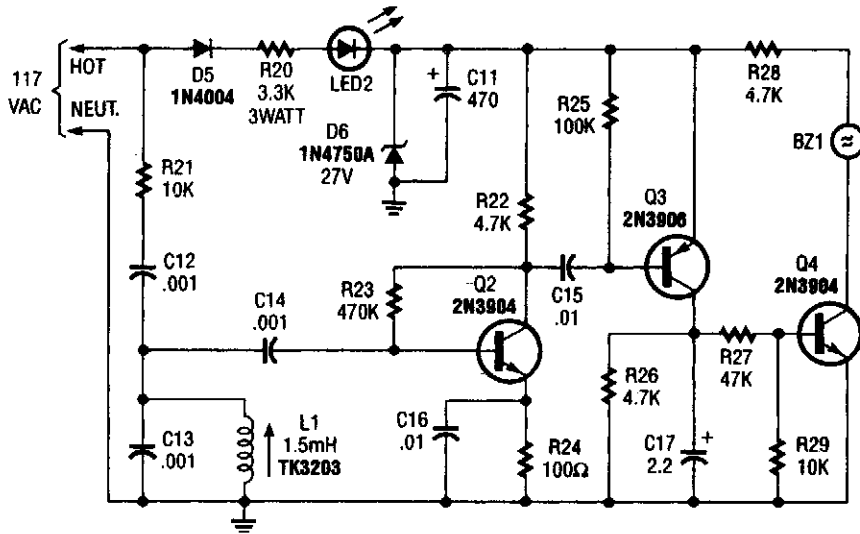 117
VAC
HOT
NEUT.
D5
1N4004
R20
3.3K
3WATT
LED2
D6
1N4750A
27V
+
C11
470
R25
100K
R28
4.7K
BZ1
R21
10K
R22
4.7K
Q3
2N3906
C12
.001
C14
.001
R23
470K
Q2
2N3904
C15
.01
Q4
2N3904
R27
47K
R26
4.7K
C13
.001
L1
1.5mH
TK3203
C16
.01
R24
100Ω
C17
2.2
+
R29
10K